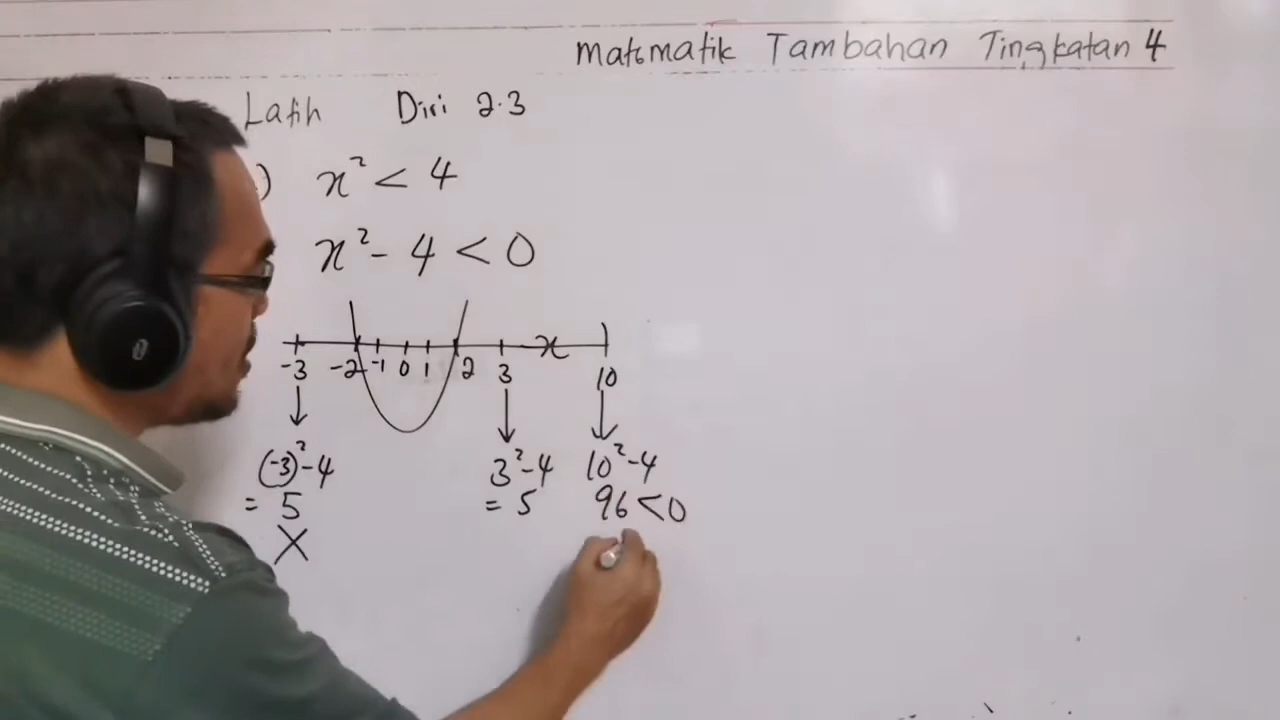 Matematik Tambahan Tingkatan 4
Latih Diri 2.3
) x² < 4
x² - 4 < 0
-3 -2 -1 0 1 2 3 x 10
(-3)² - 4 3² - 4 10² - 4
= 5 = 5 96 < 0
X